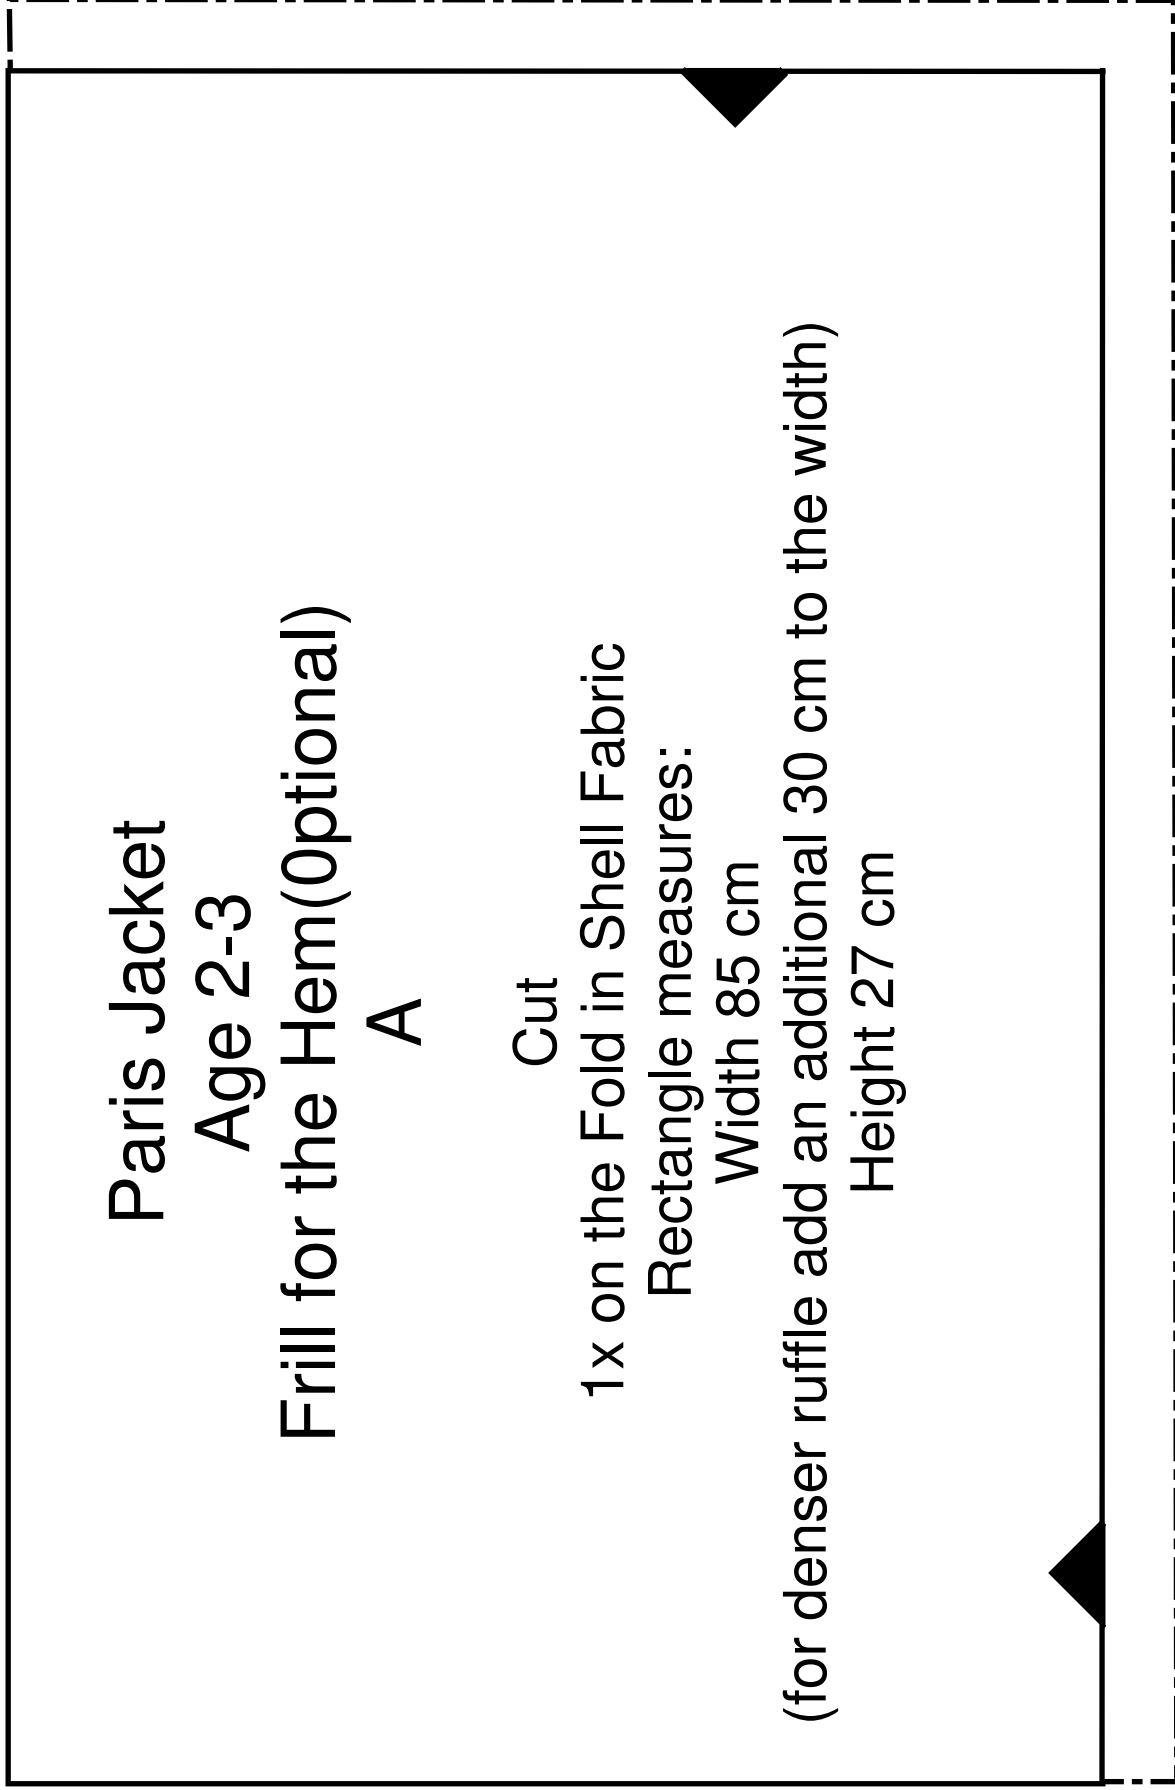 Paris Jacket
Age 2-3
Frill for the Hem(0ptional)
A
Cut
1x on the Fold in Shell Fabric
Rectangle measures:
Width 85 cm
(for denser ruffle add an additional 30 cm to the width)
Height 27 cm